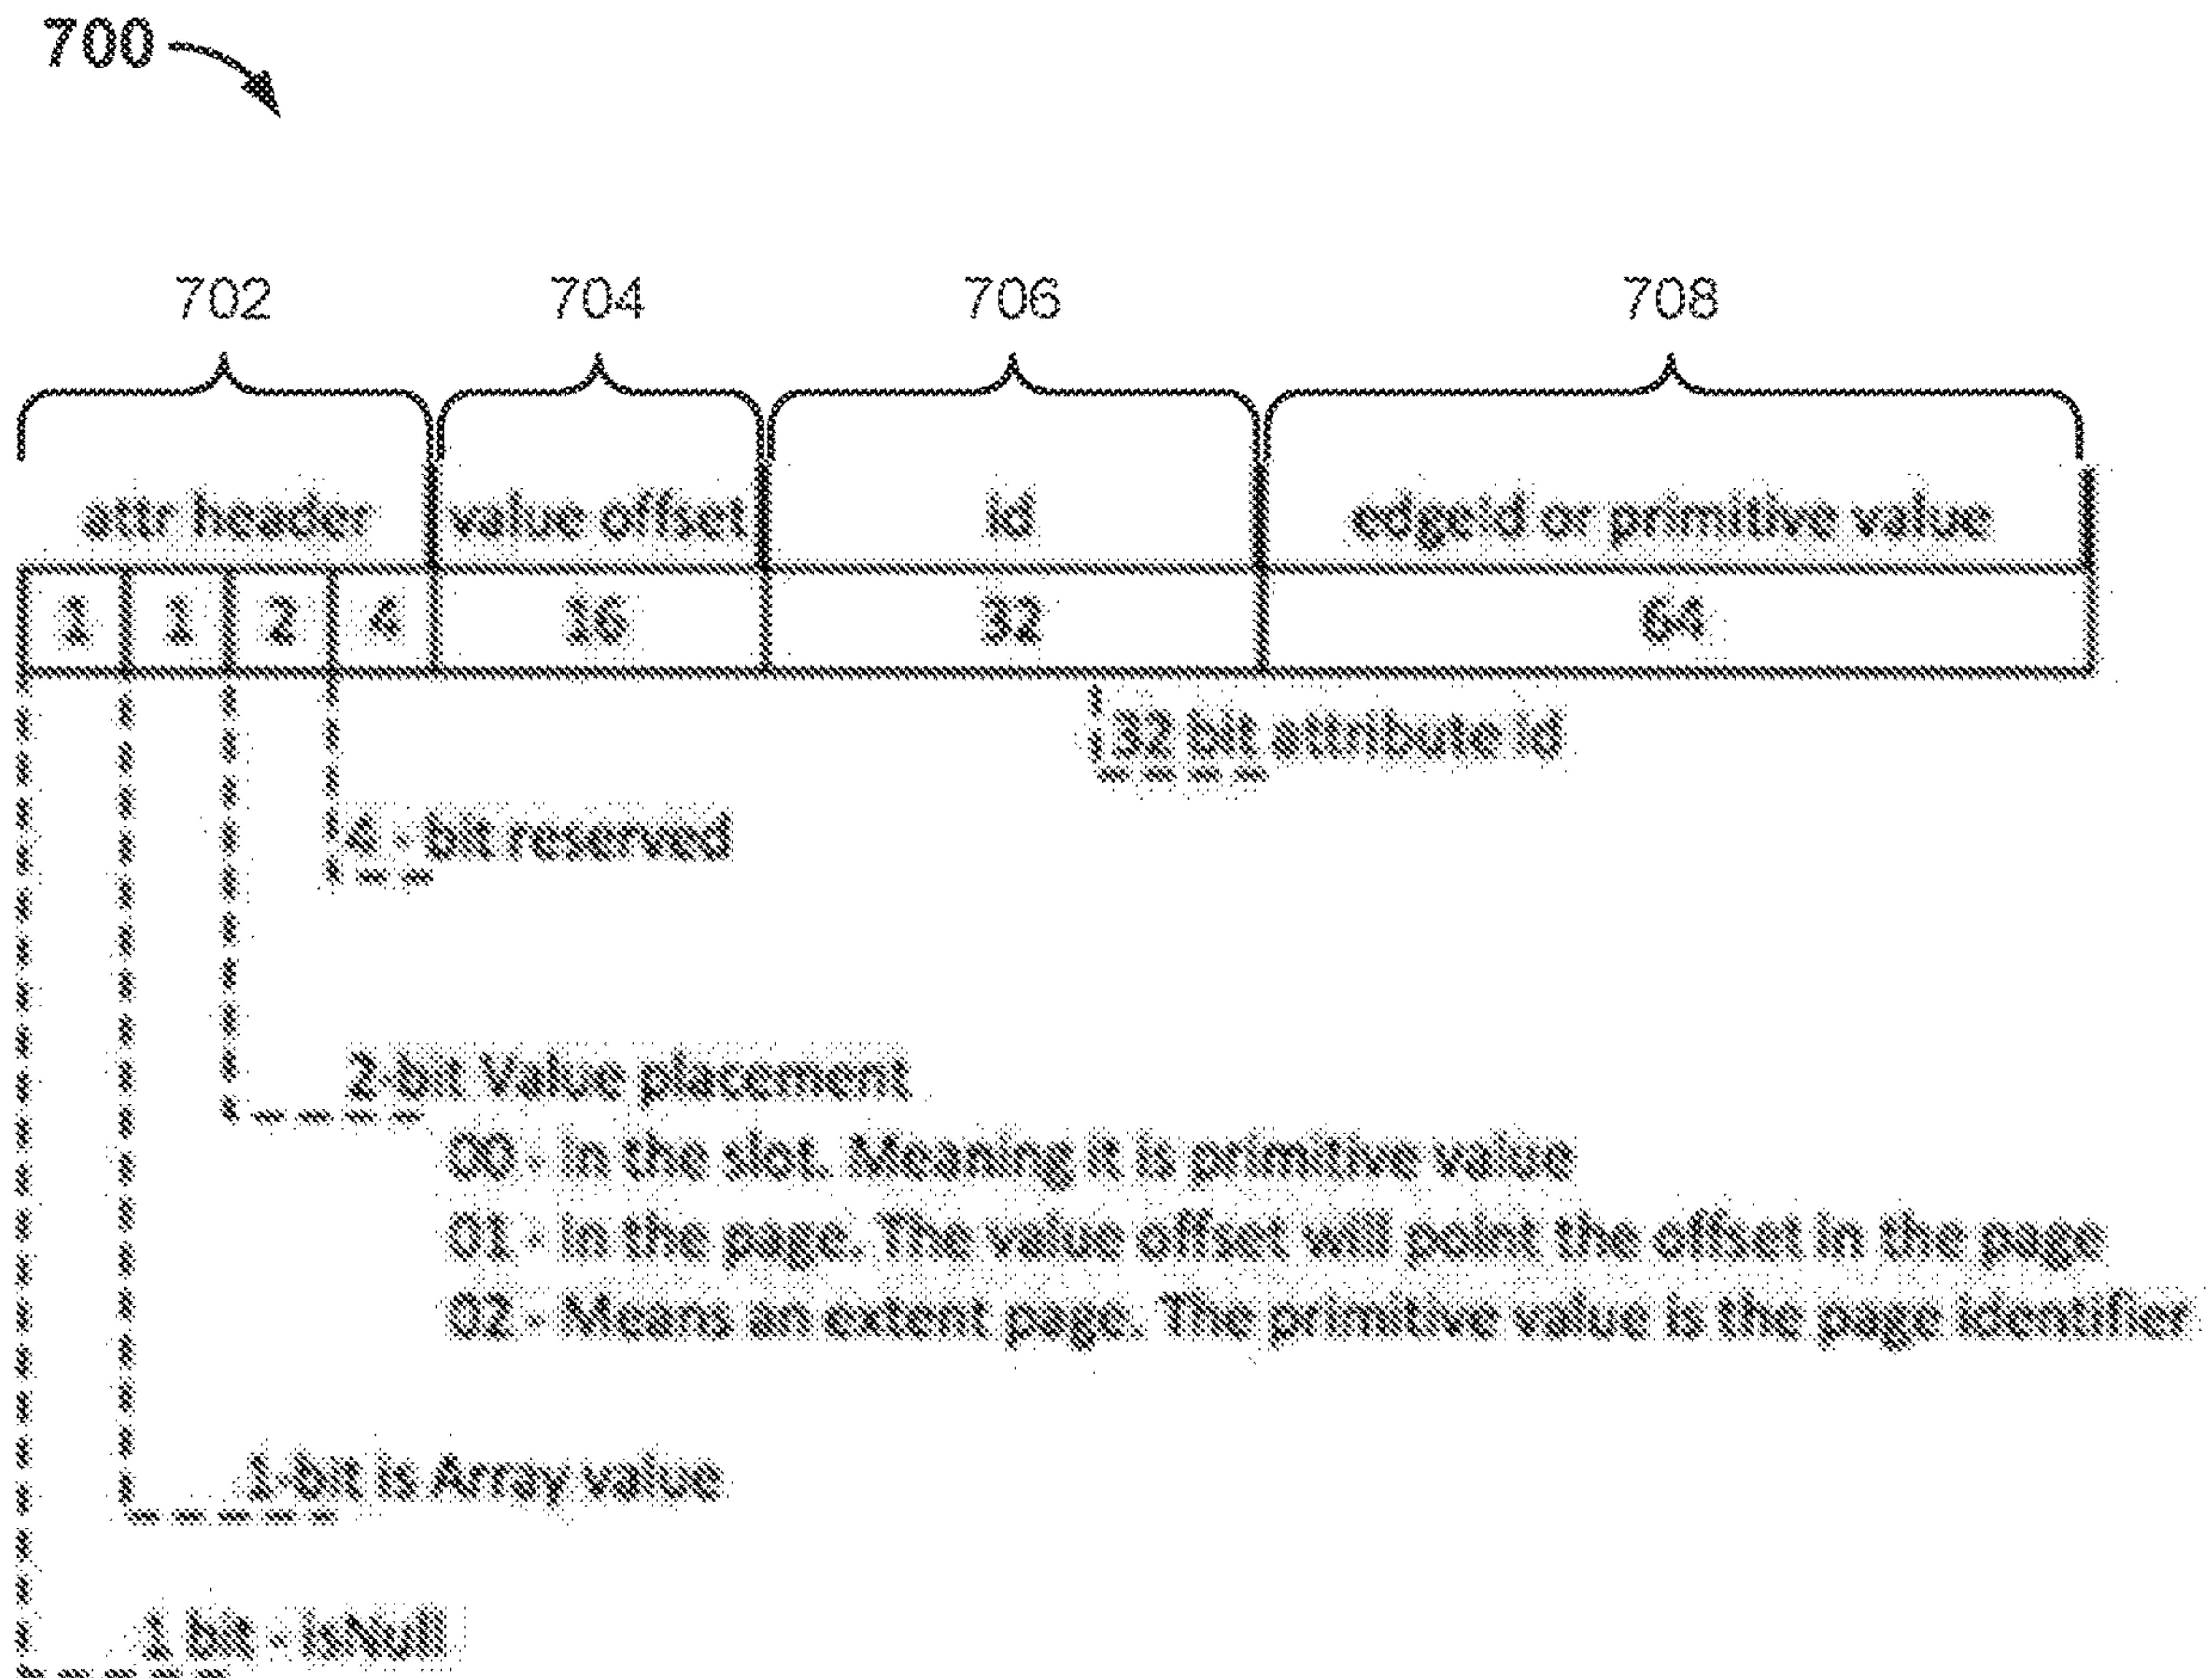 700
702 704 706 708
attr header value offset id edgeid or primitive value
1 1 2 4 16 32 64
32 bit attribute id
4 - bit reserved
2-bit Value placement
00 - in the slot. Meaning it is primitive value
01 - in the page. The value offset will point the offset in the page
02 - Means an extent page. The primitive value is the page identifier
1-bit is Array value
1 bit - isNull